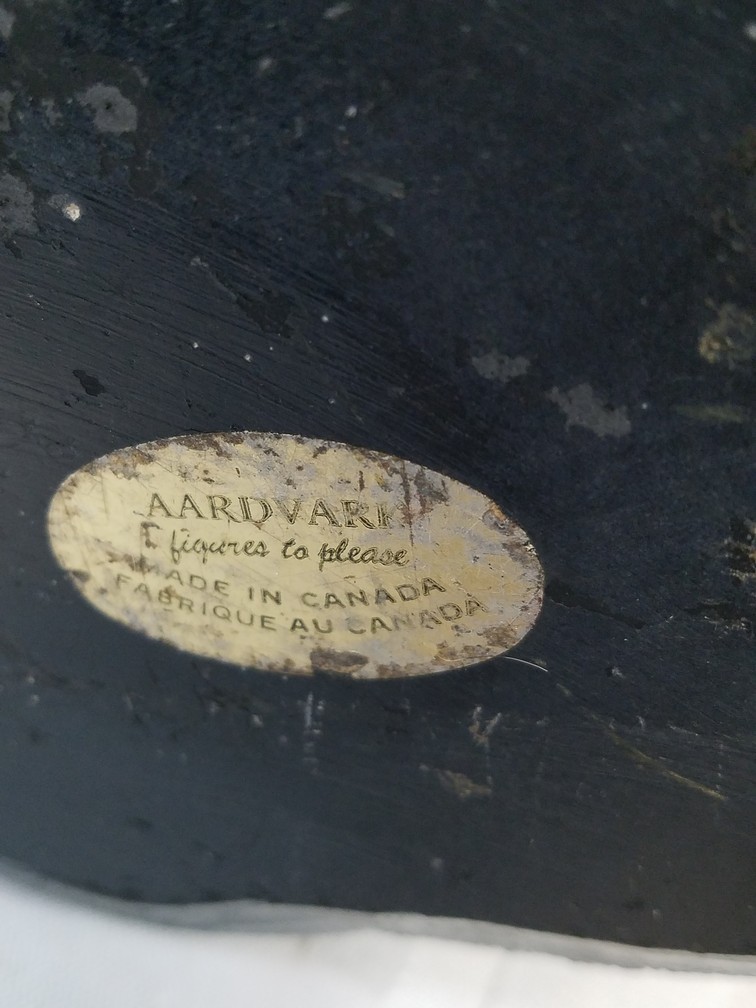 AARDVARK
figures to please
MADE IN CANADA
FABRIQUE AU CANADA